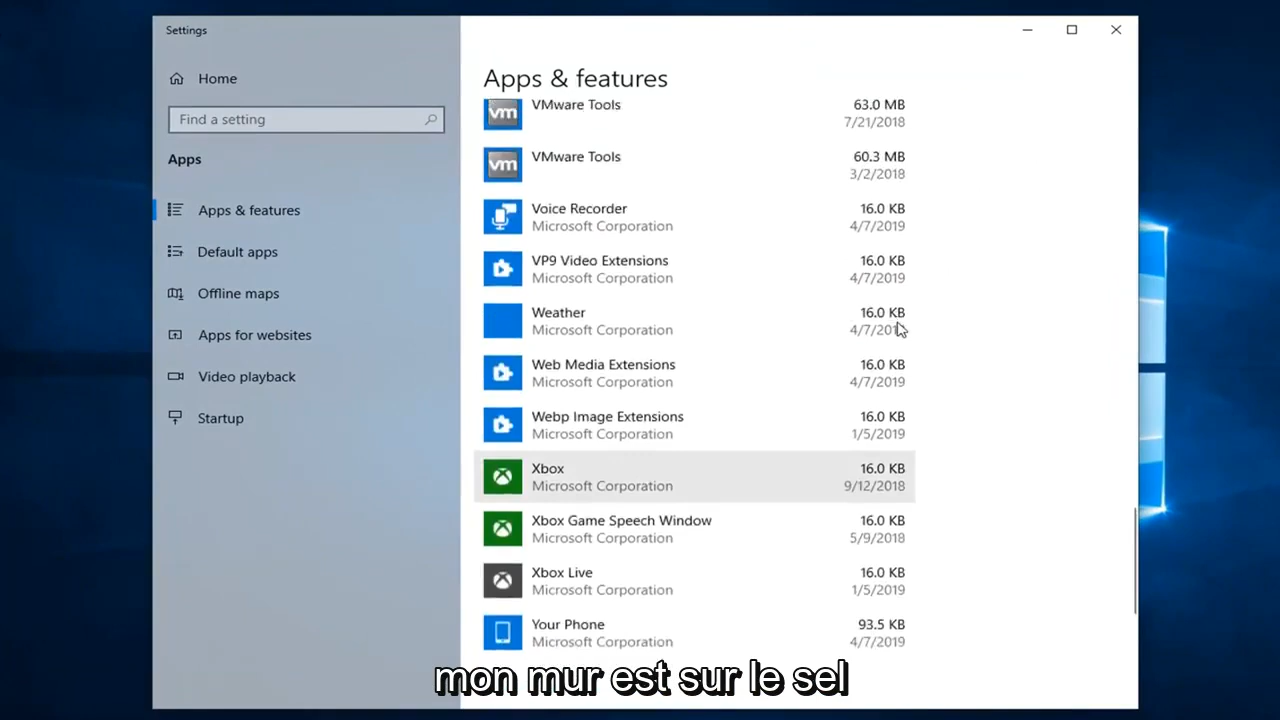 Settings
Home
Find a setting
Apps
Apps & features
Default apps
Offline maps
Apps for websites
Video playback
Startup
Apps & features
vm VMware Tools 63.0 MB
7/21/2018
vm VMware Tools 60.3 MB
3/2/2018
Voice Recorder 16.0 KB
Microsoft Corporation 4/7/2019
VP9 Video Extensions 16.0 KB
Microsoft Corporation 4/7/2019
Weather 16.0 KB
Microsoft Corporation 4/7/2019
Web Media Extensions 16.0 KB
Microsoft Corporation 4/7/2019
Webp Image Extensions 16.0 KB
Microsoft Corporation 1/5/2019
Xbox 16.0 KB
Microsoft Corporation 9/12/2018
Xbox Game Speech Window 16.0 KB
Microsoft Corporation 5/9/2018
Xbox Live 16.0 KB
Microsoft Corporation 1/5/2019
Your Phone 93.5 KB
Microsoft Corporation 4/7/2019
mon mur est sur le sel